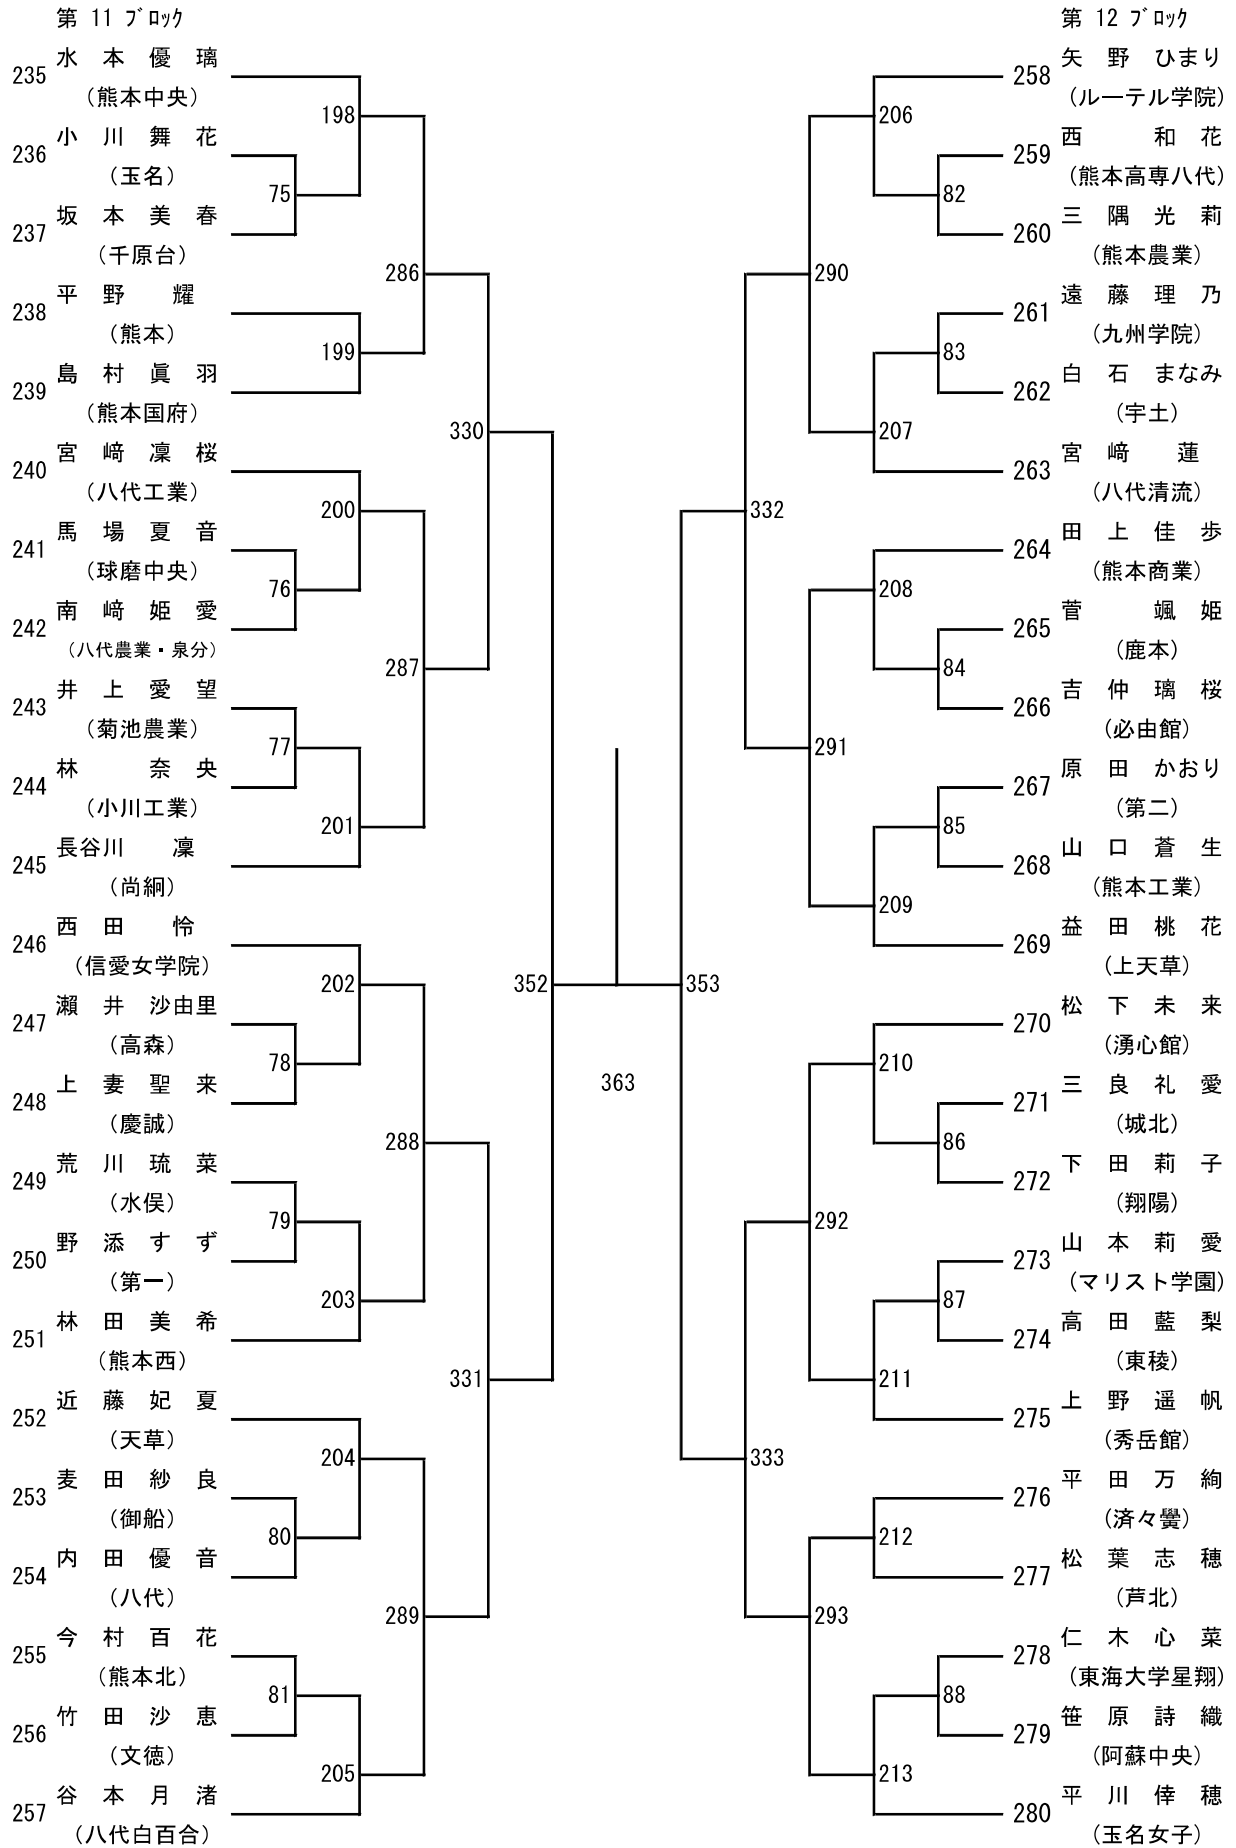 第 11 ブロック
235 水 本 優 璃
(熊本中央)
236 小 川 舞 花
(玉名)
237 坂 本 美 春
(千原台)
238 平 野 耀
(熊本)
239 島 村 眞 羽
(熊本国府)
240 宮 﨑 凜 桜
(八代工業)
241 馬 場 夏 音
(球磨中央)
242 南 﨑 姫 愛
(八代農業・泉分)
243 井 上 愛 望
(菊池農業)
244 林 奈 央
(小川工業)
245 長谷川 凜
(尚絅)
246 西 田 怜
(信愛女学院)
247 瀨 井 沙由里
(高森)
248 上 妻 聖 来
(慶誠)
249 荒 川 琉 菜
(水俣)
250 野 添 す ず
(第一)
251 林 田 美 希
(熊本西)
252 近 藤 妃 夏
(天草)
253 麦 田 紗 良
(御船)
254 内 田 優 音
(八代)
255 今 村 百 花
(熊本北)
256 竹 田 沙 恵
(文徳)
257 谷 本 月 渚
(八代白百合)
198
75
199
286
200
76
77
201
287
330
202
78
79
203
288
204
80
81
205
289
331
352
363
353
第 12 ブロック
258 矢 野 ひまり
(ルーテル学院)
259 西 和 花
(熊本高専八代)
260 三 隅 光 莉
(熊本農業)
261 遠 藤 理 乃
(九州学院)
262 白 石 まなみ
(宇土)
263 宮 﨑 蓮
(八代清流)
264 田 上 佳 歩
(熊本商業)
265 菅 颯 姫
(鹿本)
266 吉 仲 璃 桜
(必由館)
267 原 田 かおり
(第二)
268 山 口 蒼 生
(熊本工業)
269 益 田 桃 花
(上天草)
270 松 下 未 来
(湧心館)
271 三 良 礼 愛
(城北)
272 下 田 莉 子
(翔陽)
273 山 本 莉 愛
(マリスト学園)
274 高 田 藍 梨
(東稜)
275 上 野 遥 帆
(秀岳館)
276 平 田 万 絢
(済々黌)
277 松 葉 志 穂
(芦北)
278 仁 木 心 菜
(東海大学星翔)
279 笹 原 詩 織
(阿蘇中央)
280 平 川 倖 穂
(玉名女子)
206
82
83
207
290
208
84
85
209
291
332
210
86
87
211
292
212
88
213
293
333